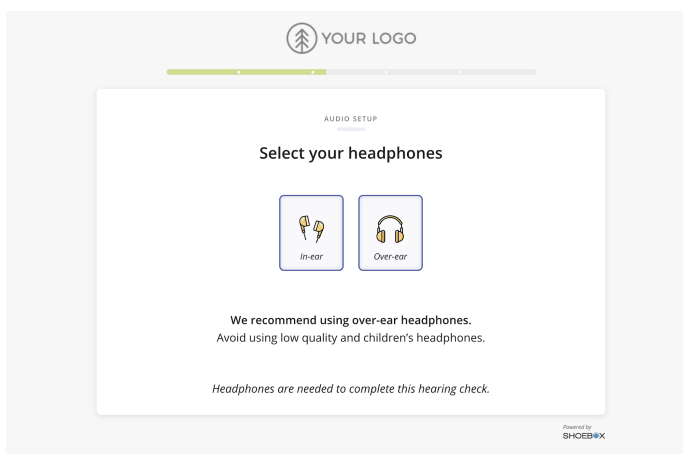 YOUR LOGO
AUDIO SETUP
Select your headphones
In-ear
Over-ear
We recommend using over-ear headphones.
Avoid using low quality and children’s headphones.
Headphones are needed to complete this hearing check.
Powered by
SHOEBOX